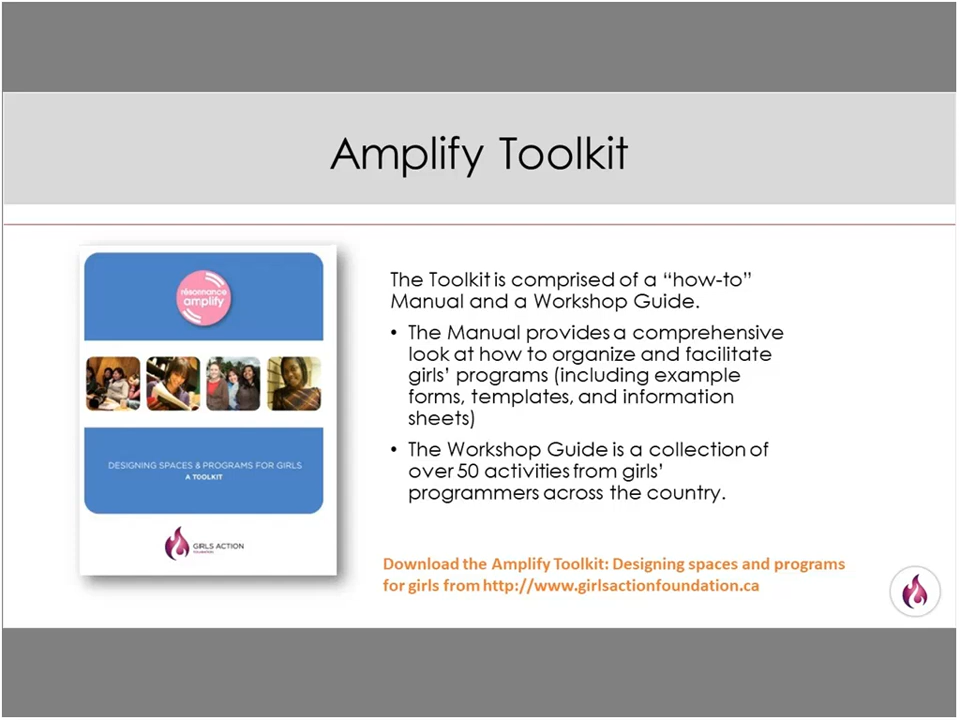 Amplify Toolkit
résonnance
amplify
DESIGNING SPACES & PROGRAMS FOR GIRLS
A TOOLKIT
GIRLS ACTION
FOUNDATION
The Toolkit is comprised of a “how-to”
Manual and a Workshop Guide.
• The Manual provides a comprehensive
look at how to organize and facilitate
girls’ programs (including example
forms, templates, and information
sheets)
• The Workshop Guide is a collection of
over 50 activities from girls’
programmers across the country.
Download the Amplify Toolkit: Designing spaces and programs
for girls from http://www.girlsactionfoundation.ca